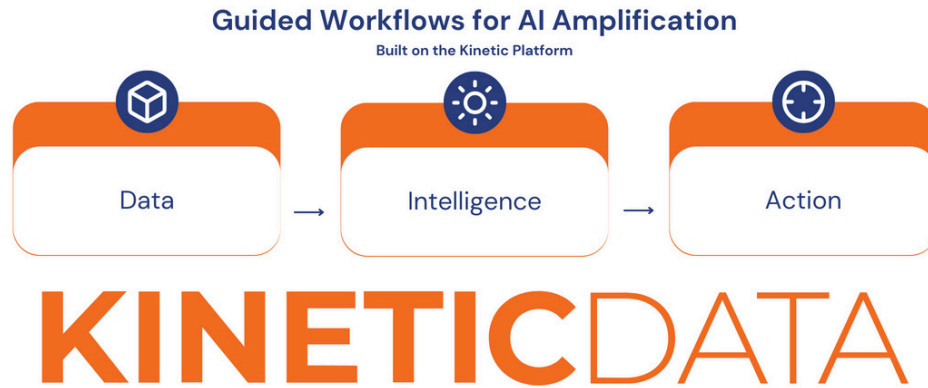 Guided Workflows for AI Amplification
Built on the Kinetic Platform
Data → Intelligence → Action
KINETICDATA